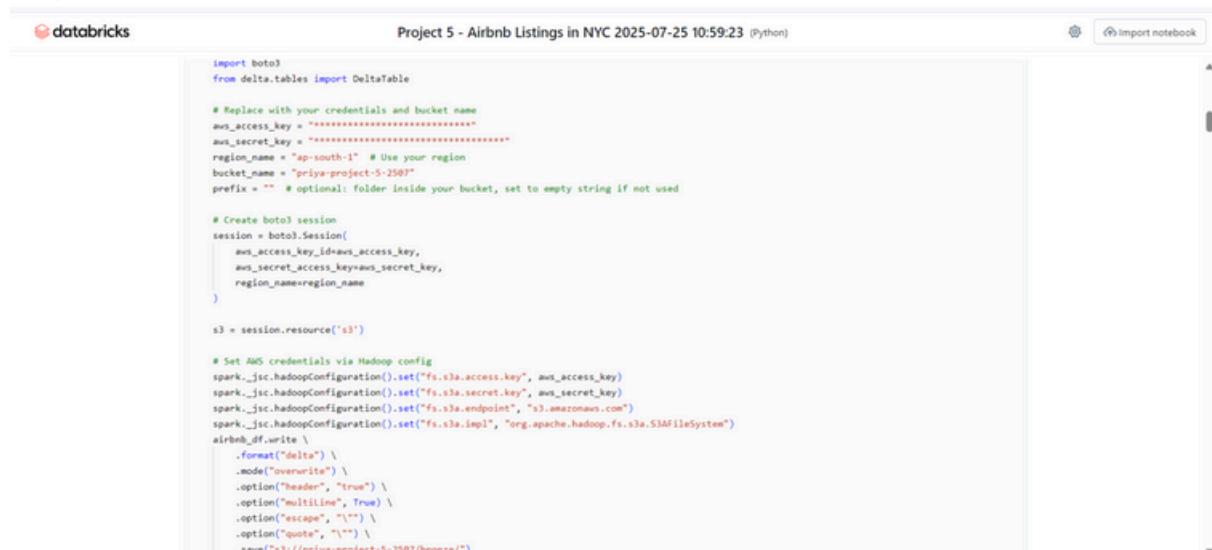 databricks
Project 5 - Airbnb Listings in NYC 2025-07-25 10:59:23 (Python)
Import notebook
import boto3
from delta.tables import DeltaTable
# Replace with your credentials and bucket name
aws_access_key = "****************************"
aws_secret_key = "**********************************"
region_name = "ap-south-1"  # Use your region
bucket_name = "priya-project-5-2507"
prefix = ""  # optional: folder inside your bucket, set to empty string if not used
# Create boto3 session
session = boto3.Session(
    aws_access_key_id=aws_access_key,
    aws_secret_access_key=aws_secret_key,
    region_name=region_name
)
s3 = session.resource('s3')
# Set AWS credentials via Hadoop config
spark._jsc.hadoopConfiguration().set("fs.s3a.access.key", aws_access_key)
spark._jsc.hadoopConfiguration().set("fs.s3a.secret.key", aws_secret_key)
spark._jsc.hadoopConfiguration().set("fs.s3a.endpoint", "s3.amazonaws.com")
spark._jsc.hadoopConfiguration().set("fs.s3a.impl", "org.apache.hadoop.fs.s3a.S3AFileSystem")
airbnb_df.write \
    .format("delta") \
    .mode("overwrite") \
    .option("header", "true") \
    .option("multiLine", True) \
    .option("escape", "\"") \
    .option("quote", "\"") \
    .save("s3://priya-project-5-2507/bronze/")